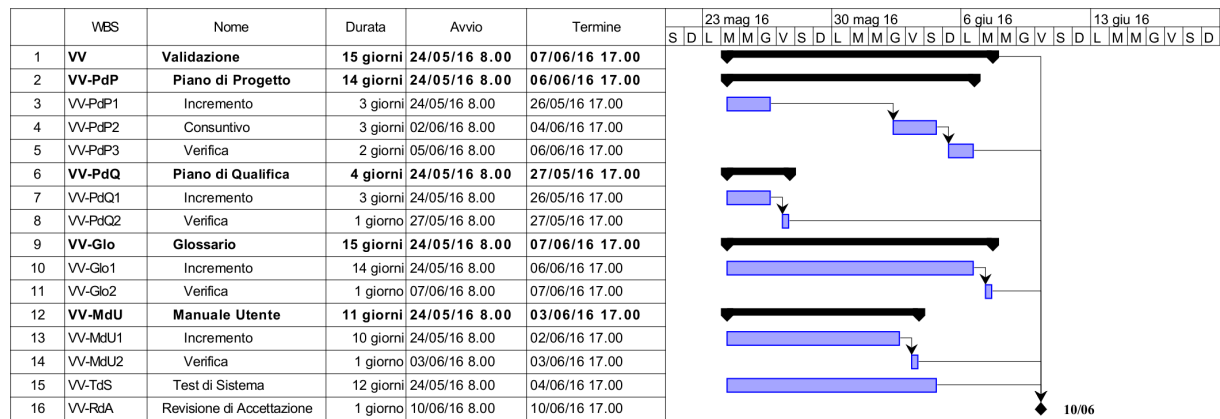 WBS Nome Durata Avvio Termine 23 mag 16 30 mag 16 6 giu 16 13 giu 16
S D L M M G V S D L M M G V S D L M M G V S D L M M G V S D
1 VV Validazione 15 giorni 24/05/16 8.00 07/06/16 17.00
2 VV-PdP Piano di Progetto 14 giorni 24/05/16 8.00 06/06/16 17.00
3 VV-PdP1 Incremento 3 giorni 24/05/16 8.00 26/05/16 17.00
4 VV-PdP2 Consuntivo 3 giorni 02/06/16 8.00 04/06/16 17.00
5 VV-PdP3 Verifica 2 giorni 05/06/16 8.00 06/06/16 17.00
6 VV-PdQ Piano di Qualifica 4 giorni 24/05/16 8.00 27/05/16 17.00
7 VV-PdQ1 Incremento 3 giorni 24/05/16 8.00 26/05/16 17.00
8 VV-PdQ2 Verifica 1 giorno 27/05/16 8.00 27/05/16 17.00
9 VV-Glo Glossario 15 giorni 24/05/16 8.00 07/06/16 17.00
10 VV-Glo1 Incremento 14 giorni 24/05/16 8.00 06/06/16 17.00
11 VV-Glo2 Verifica 1 giorno 07/06/16 8.00 07/06/16 17.00
12 VV-MdU Manuale Utente 11 giorni 24/05/16 8.00 03/06/16 17.00
13 VV-MdU1 Incremento 10 giorni 24/05/16 8.00 02/06/16 17.00
14 VV-MdU2 Verifica 1 giorno 03/06/16 8.00 03/06/16 17.00
15 VV-TdS Test di Sistema 12 giorni 24/05/16 8.00 04/06/16 17.00
16 VV-RdA Revisione di Accettazione 1 giorno 10/06/16 8.00 10/06/16 17.00 10/06